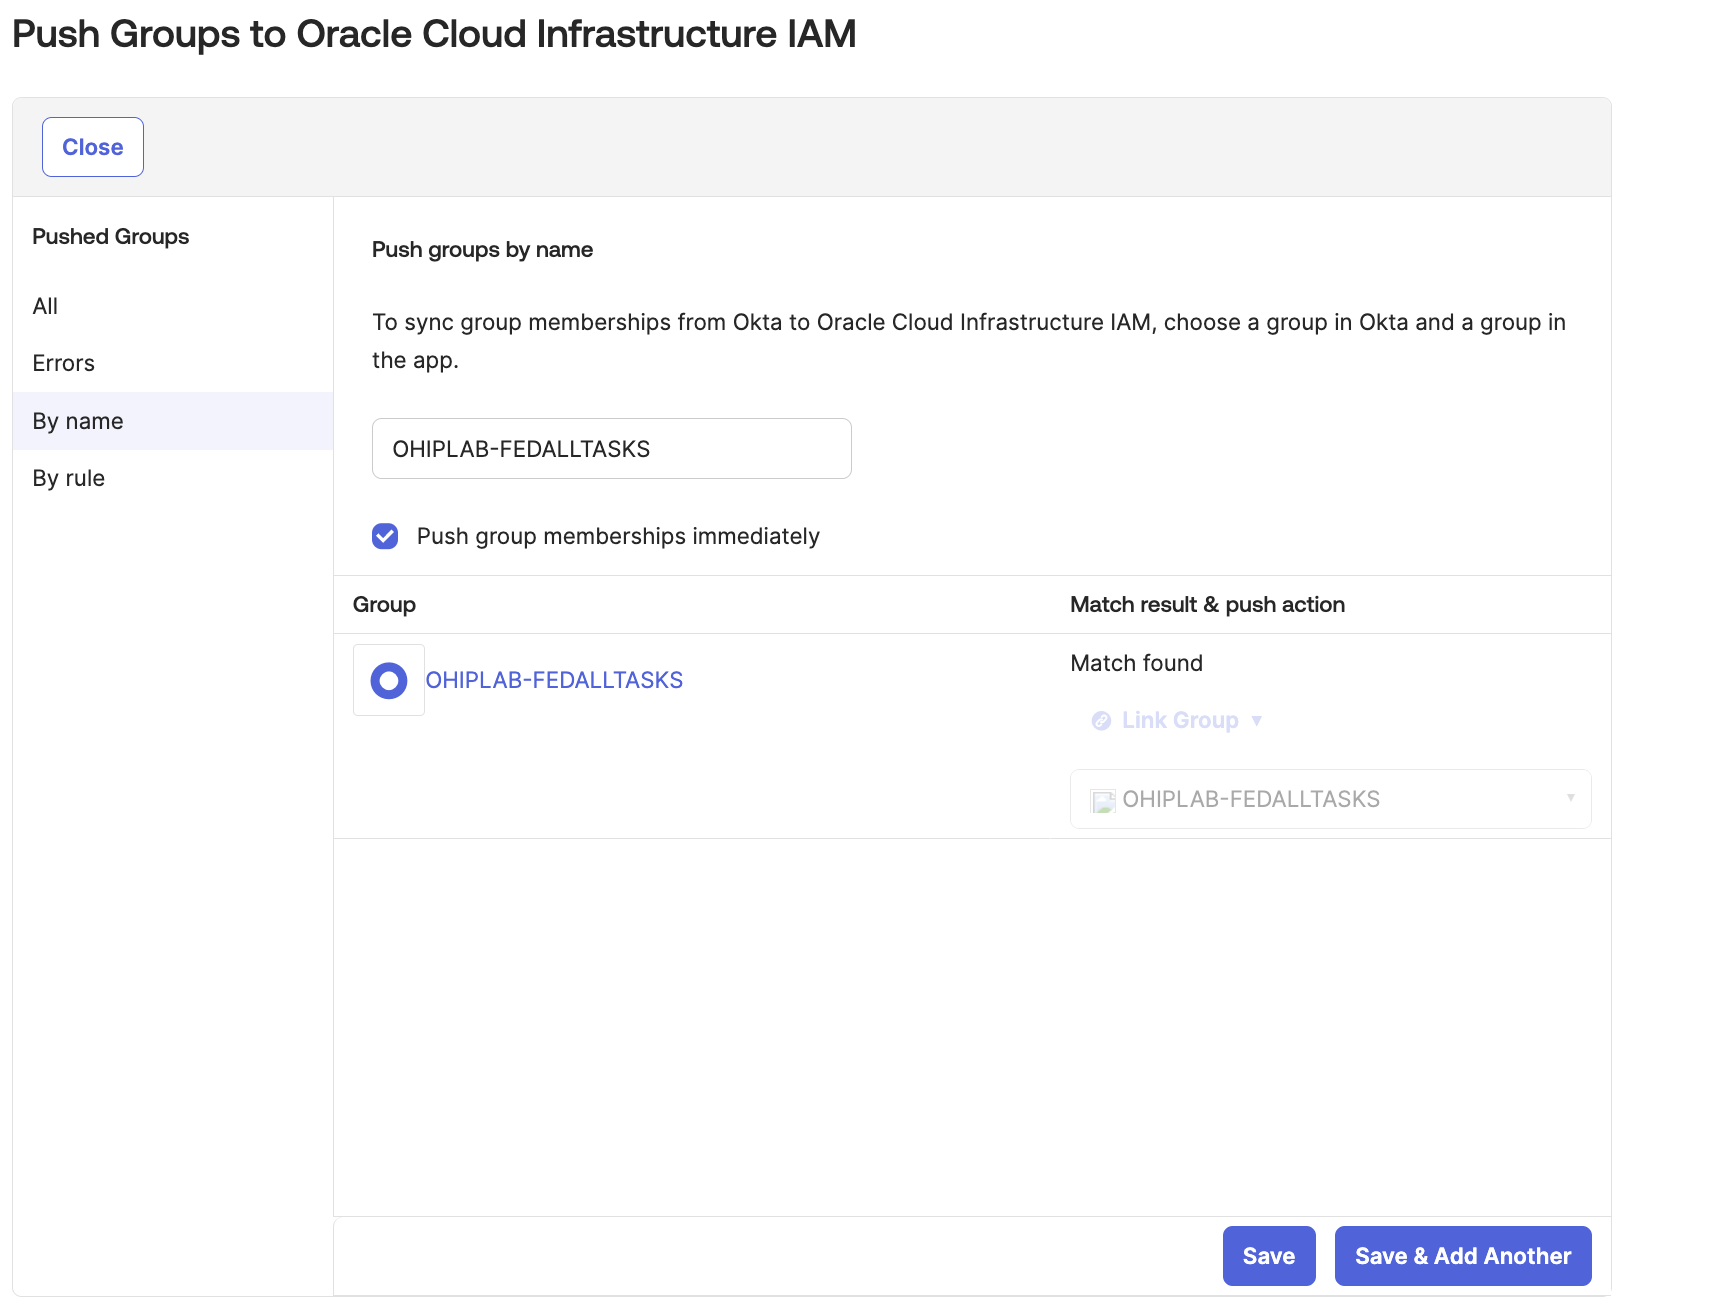 Push Groups to Oracle Cloud Infrastructure IAM
Close
Pushed Groups
All
Errors
By name
By rule
Push groups by name
To sync group memberships from Okta to Oracle Cloud Infrastructure IAM, choose a group in Okta and a group in
the app.
OHIPLAB-FEDALLTASKS
Push group memberships immediately
Group
Match result & push action
OHIPLAB-FEDALLTASKS
Match found
Link Group
OHIPLAB-FEDALLTASKS
Save
Save & Add Another